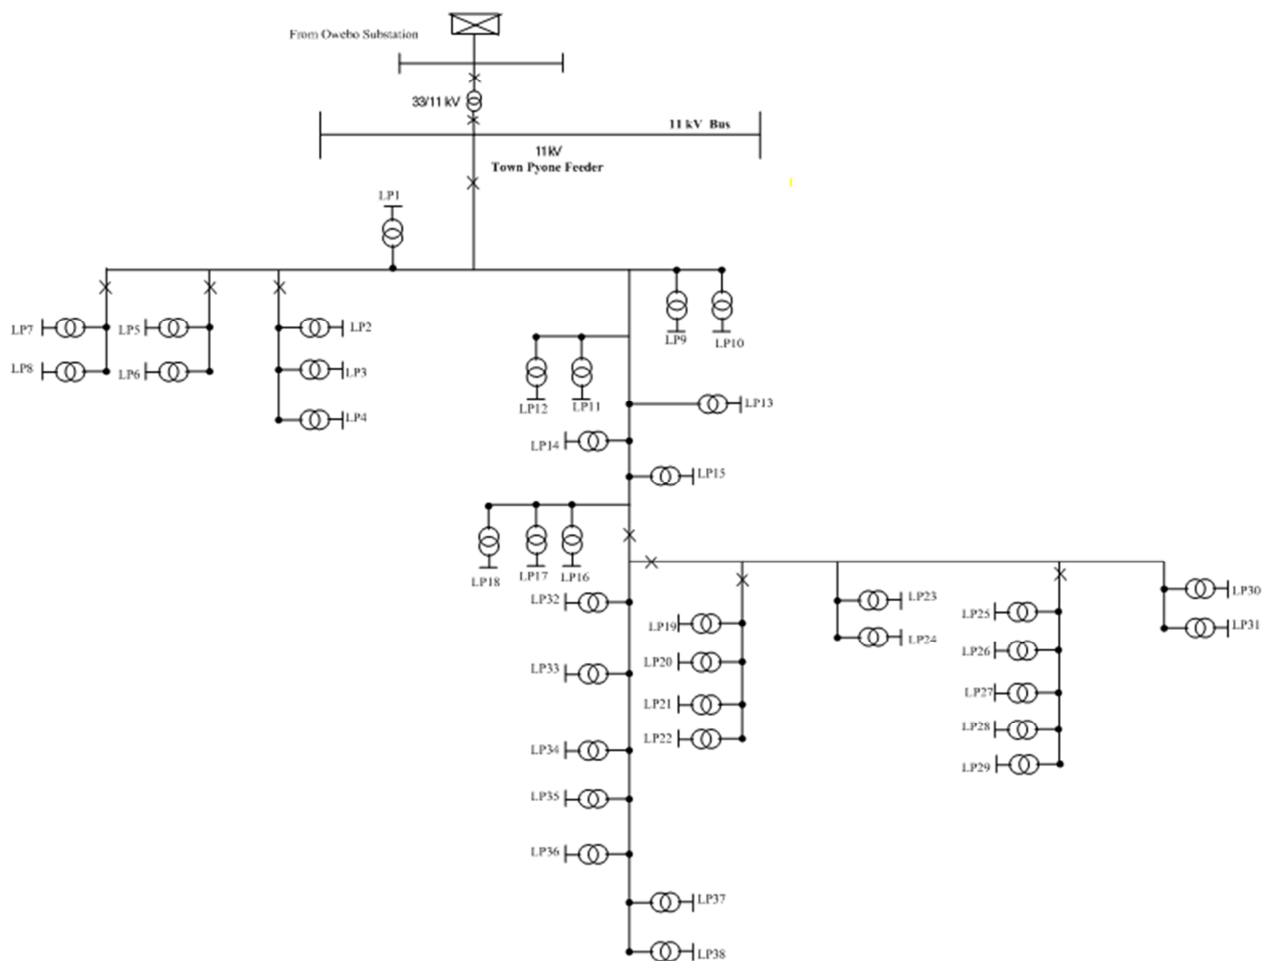 From Owebo Substation
33/11 kV
11 kV Bus
11kV
Town Pyone Feeder
LP1
LP7
LP5
LP2
LP8
LP6
LP3
LP4
LP9
LP10
LP12
LP11
LP13
LP14
LP15
LP18
LP17
LP16
LP32
LP33
LP34
LP35
LP36
LP37
LP38
LP19
LP20
LP21
LP22
LP23
LP24
LP25
LP26
LP27
LP28
LP29
LP30
LP31